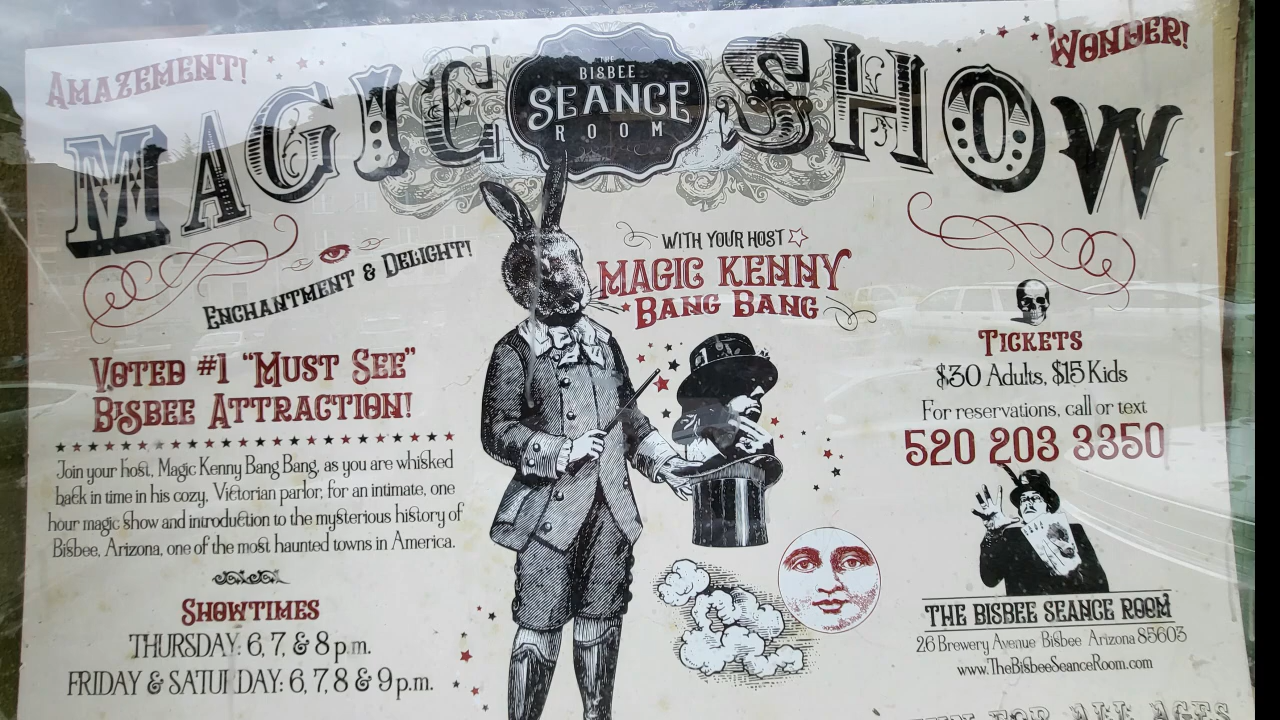 AMAZEMENT!
WONDER!
MAGIC SHOW
THE
BISBEE
SEANCE
ROOM
ENCHANTMENT & DELIGHT!
WITH YOUR HOST
MAGIC KENNY
BANG BANG
VOTED #1 "MUST SEE"
BISBEE ATTRACTION!
Join your host, Magic Kenny Bang Bang, as you are whisked
back in time in his cozy, Victorian parlor, for an intimate, one
hour magic show and introduction to the mysterious history of
Bisbee, Arizona, one of the most haunted towns in America.
SHOWTIMES
THURSDAY: 6, 7, & 8 p.m.
FRIDAY & SATURDAY: 6, 7, 8 & 9 p.m.
TICKETS
$30 Adults, $15 Kids
For reservations, call or text
520 203 3350
THE BISBEE SEANCE ROOM
26 Brewery Avenue Bisbee Arizona 85603
www.TheBisbeeSeanceRoom.com
FOR ALL AGES